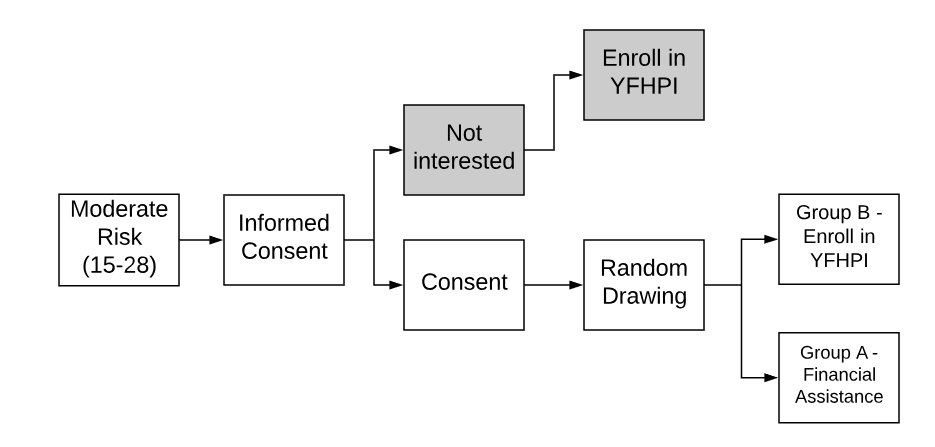 Enroll in
YFHPI
Not
interested
Moderate
Risk
(15-28)
Informed
Consent
Consent
Random
Drawing
Group B -
Enroll in
YFHPI
Group A -
Financial
Assistance